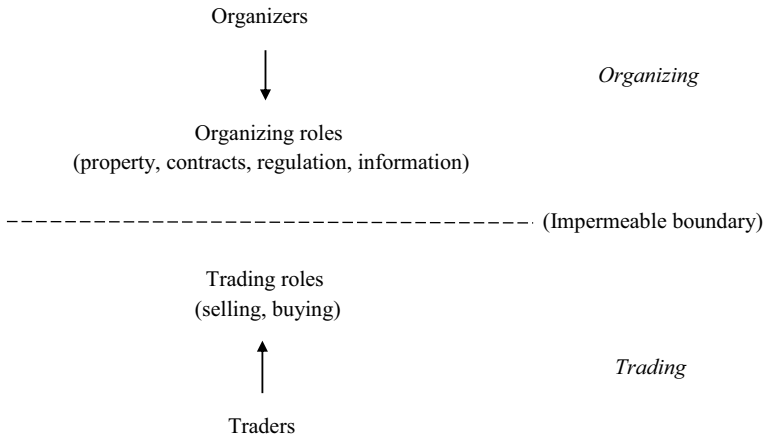 Organizers
Organizing
Organizing roles
(property, contracts, regulation, information)
(Impermeable boundary)
Trading roles
(selling, buying)
Trading
Traders